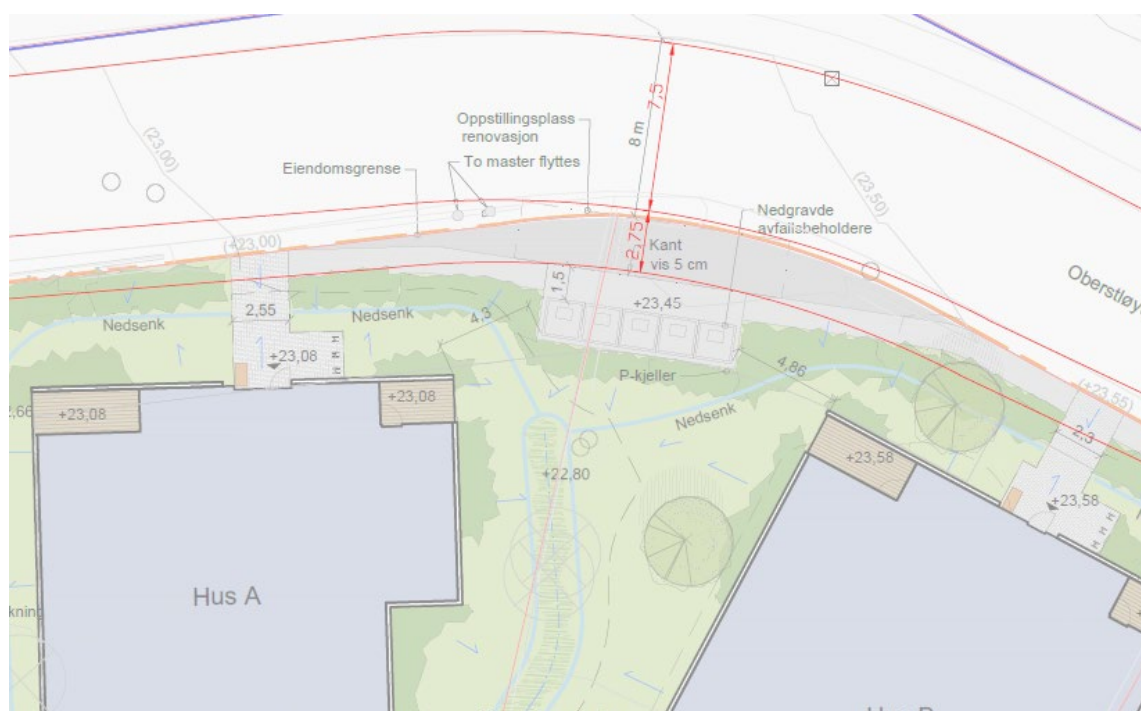 7,5
8 m
(23,00)
Oppstillingsplass
renovasjon
To master flyttes
Eiendomsgrense
(23,50)
Nedgravde
avfallsbeholdere
Oberstløy
(+23,00)
2,75
Kant
vis 5 cm
1,5
+23,45
Nedsenk
2,55
Nedsenk
4,3
+23,08
P-kjeller
4,86
(+23,55)
2,66
+23,08
+23,08
Nedsenk
2,3
+22,80
+23,58
+23,58
Hus A
kning